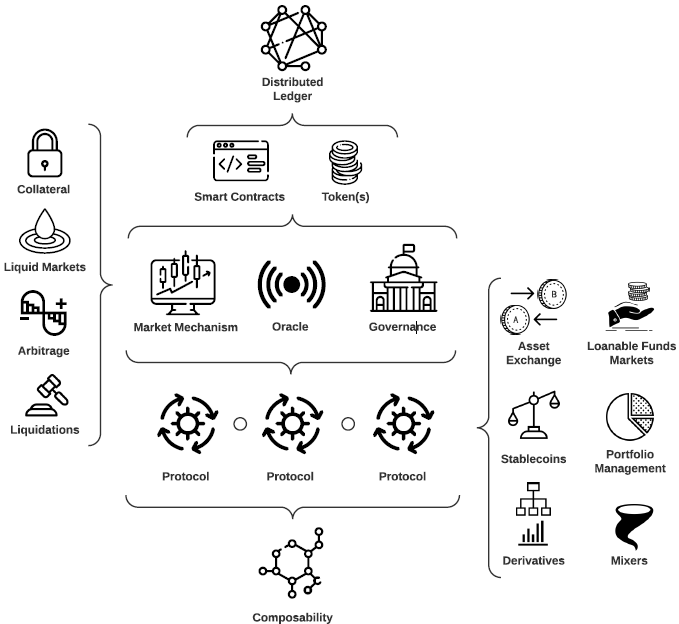 Distributed
Ledger
Smart Contracts
Token(s)
Collateral
Liquid Markets
Arbitrage
Liquidations
Market Mechanism
Oracle
Governance
Protocol
Protocol
Protocol
B
A
Asset
Exchange
Loanable Funds
Markets
Stablecoins
Portfolio
Management
Derivatives
Mixers
Composability